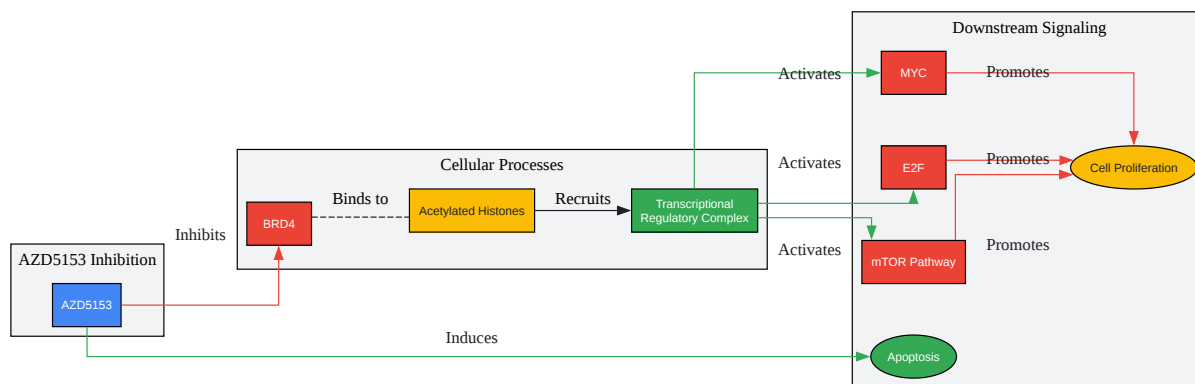 Downstream Signaling
Activates
MYC
Promotes
Cellular Processes
Activates
E2F
Promotes
Cell Proliferation
Binds to
Acetylated Histones
Recruits
Transcriptional
Regulatory Complex
BRD4
Inhibits
Activates
mTOR Pathway
Promotes
AZD5153 Inhibition
AZD5153
Induces
Apoptosis